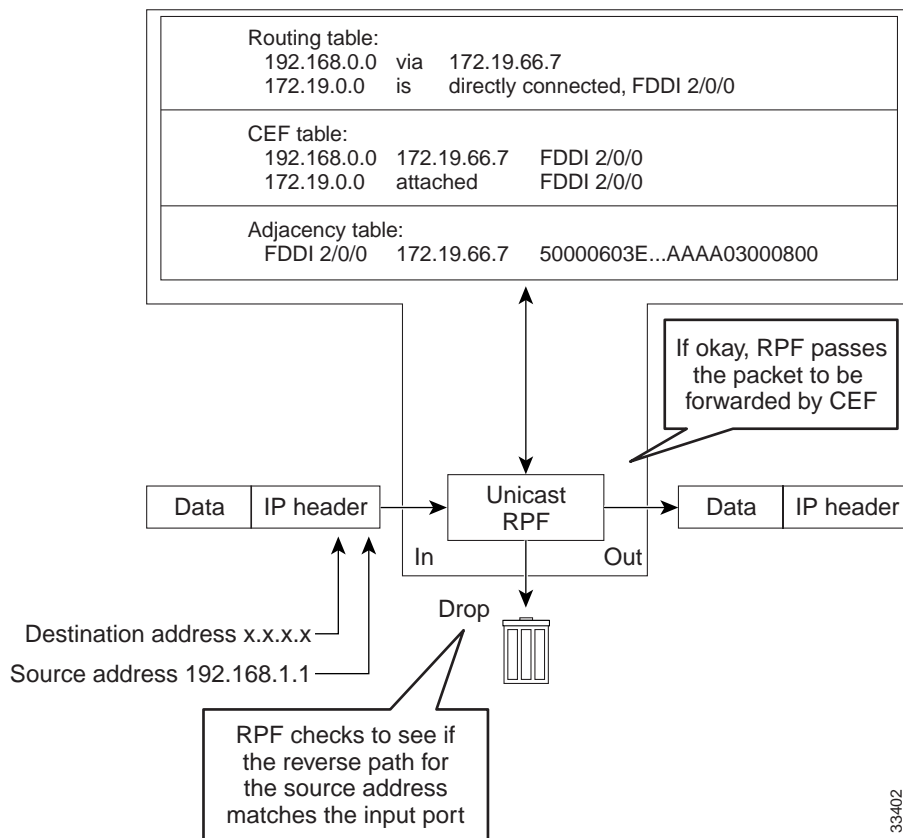 Routing table:
192.168.0.0 via 172.19.66.7
172.19.0.0 is directly connected, FDDI 2/0/0
CEF table:
192.168.0.0 172.19.66.7 FDDI 2/0/0
172.19.0.0 attached FDDI 2/0/0
Adjacency table:
FDDI 2/0/0 172.19.66.7 50000603E...AAAA03000800
If okay, RPF passes
the packet to be
forwarded by CEF
Data IP header
Unicast
RPF
Data IP header
In Out
Drop
Destination address x.x.x.x
Source address 192.168.1.1
RPF checks to see if
the reverse path for
the source address
matches the input port
33402